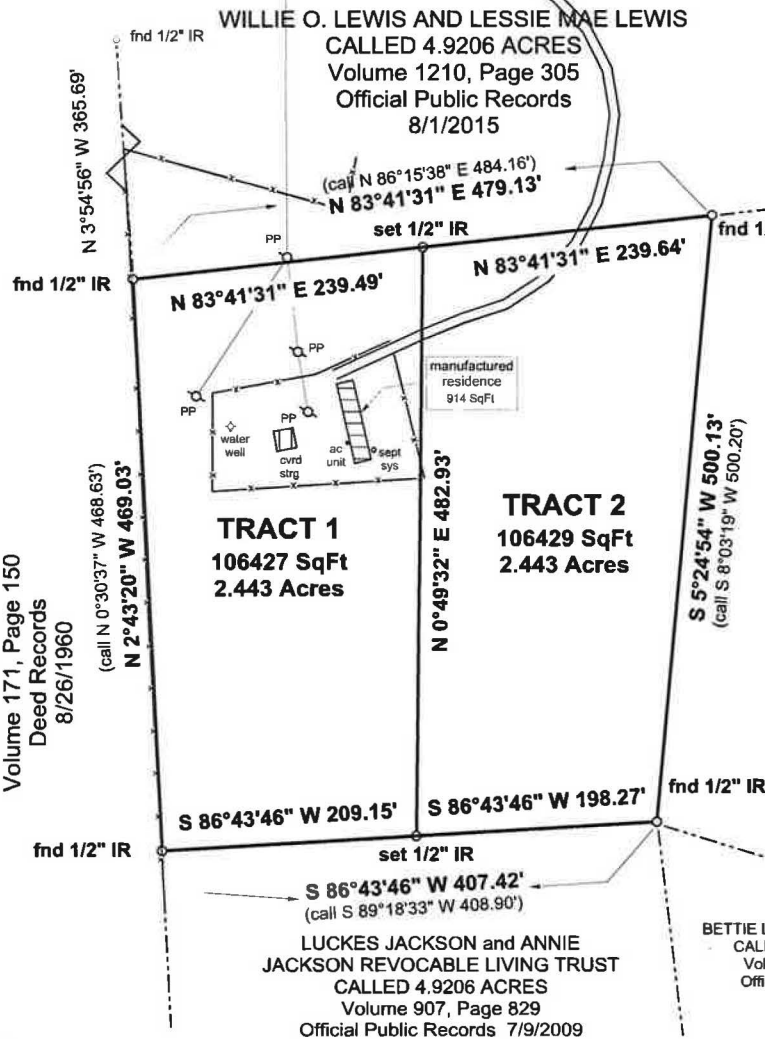 WILLIE O. LEWIS AND LESSIE MAE LEWIS
CALLED 4.9206 ACRES
Volume 1210, Page 305
Official Public Records
8/1/2015
fnd 1/2" IR
N 3°54'56" W 365.69'
(call N 86°15'38" E 484.16')
N 83°41'31" E 479.13'
set 1/2" IR
fnd 1/
fnd 1/2" IR
PP
N 83°41'31" E 239.49'
N 83°41'31" E 239.64'
PP
PP
PP
manufactured
residence
914 SqFt
water
well
cvrd
strg
ac
unit
sept
sys
Volume 171, Page 150
Deed Records
8/26/1960
(call N 0°30'37" W 468.63')
N 2°43'20" W 469.03'
TRACT 1
106427 SqFt
2.443 Acres
N 0°49'32" E 482.93'
TRACT 2
106429 SqFt
2.443 Acres
S 5°24'54" W 500.13'
(call S 8°03'19" W 500.20')
S 86°43'46" W 209.15'
S 86°43'46" W 198.27'
fnd 1/2" IR
fnd 1/2" IR
set 1/2" IR
S 86°43'46" W 407.42'
(call S 89°18'33" W 408.90')
LUCKES JACKSON and ANNIE
JACKSON REVOCABLE LIVING TRUST
CALLED 4.9206 ACRES
Volume 907, Page 829
Official Public Records 7/9/2009
BETTIE L
CALL
Vol
Offi